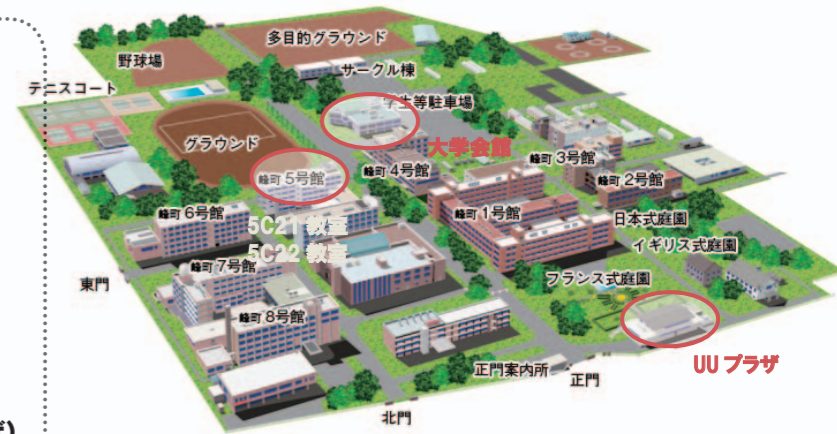 多目的グラウンド
野球場
サークル棟
テニスコート
学生等駐車場
グラウンド
大学会館
峰町 3号館
峰町 4号館
峰町 5号館
峰町 2号館
峰町 6号館
峰町 1号館
5C21 教室
日本式庭園
5C22 教室
イギリス式庭園
峰町 7号館
東門
フランス式庭園
峰町 8号館
UU プラザ
正門案内所
正門
北門